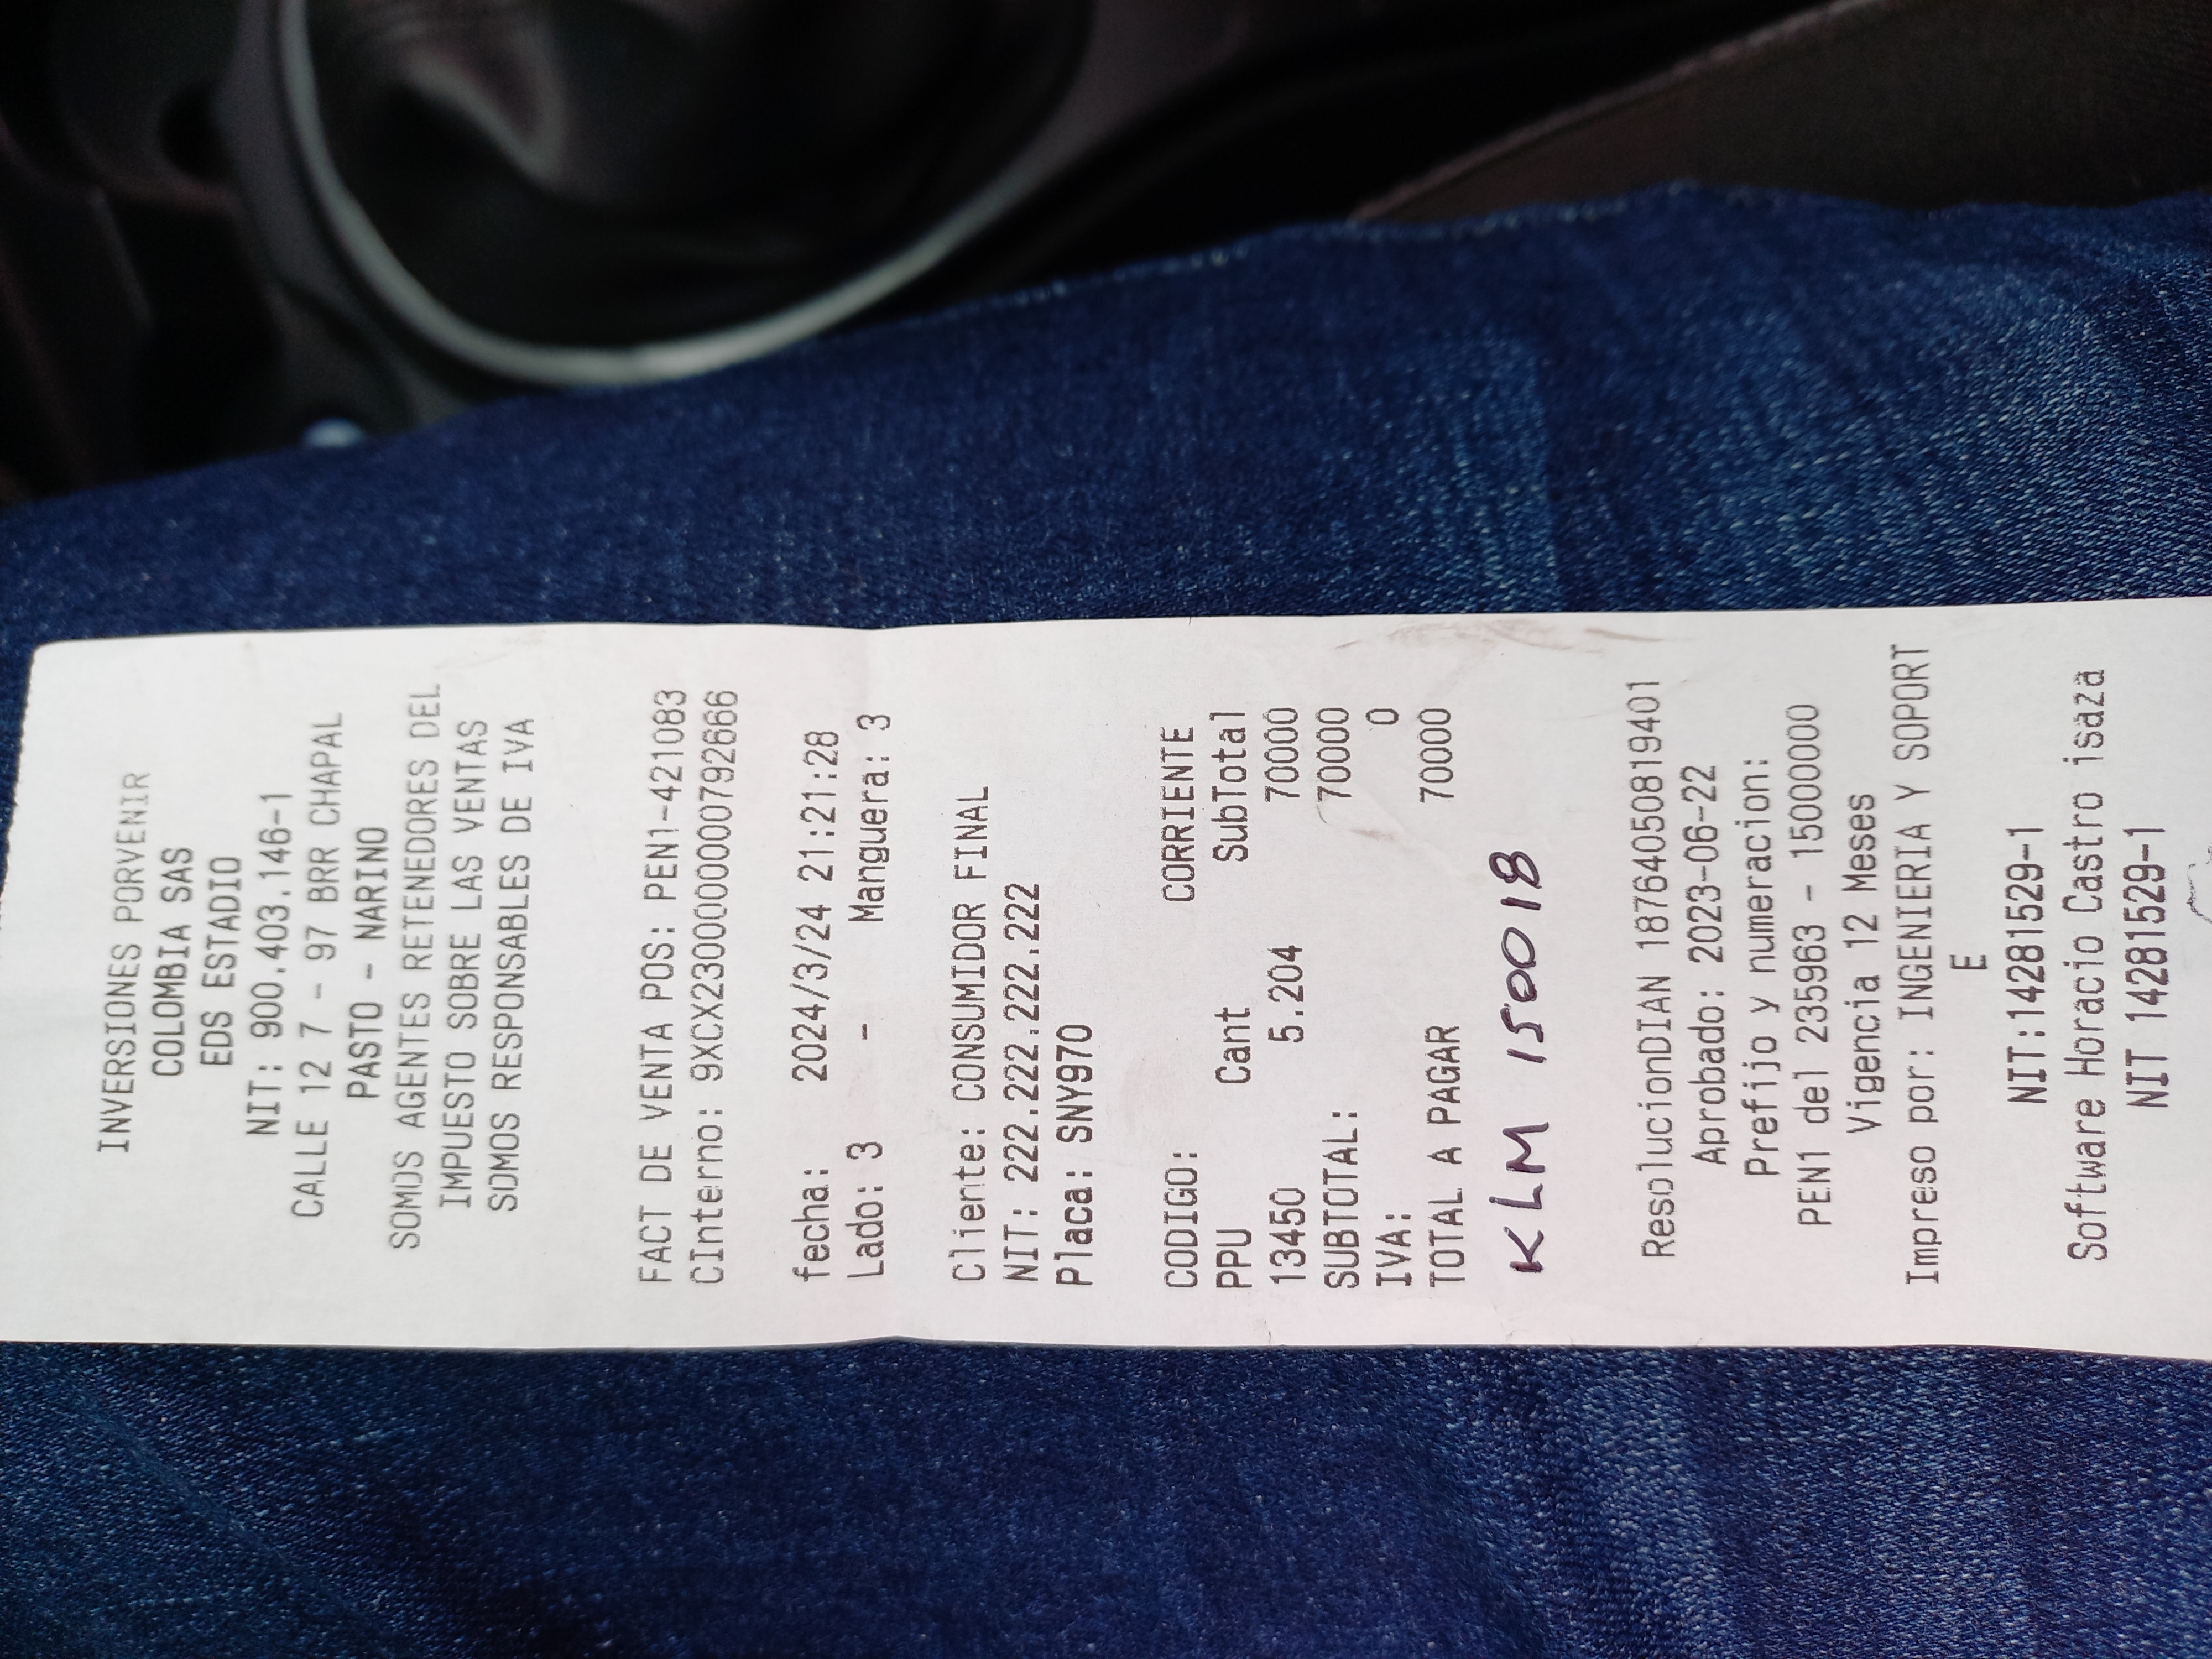 INVERSIONES PORVENIR
COLOMBIA SAS
EDS ESTADIO
NIT: 900.403.146-1
CALLE 12 7 - 97 BRR CHAPAL
PASTO - NARINO
SOMOS AGENTES RETENEDORES DEL
IMPUESTO SOBRE LAS VENTAS
SOMOS RESPONSABLES DE IVA
FACT DE VENTA POS: PEN1-421083
CInterno: 9XCX2300000000792666
fecha: 2024/3/24 21:21:28
Lado: 3 - Manguera: 3
Cliente: CONSUMIDOR FINAL
NIT: 222.222.222.222
Placa: SNY970
CODIGO: CORRIENTE
PPU Cant SubTotal
13450 5.204 70000
SUBTOTAL: 70000
IVA: 0
TOTAL A PAGAR 70000
KLM 150018
ResolucionDIAN 18764050819401
Aprobado: 2023-06-22
Prefijo y numeracion:
PEN1 del 235963 - 15000000
Vigencia 12 Meses
Impreso por: INGENIERIA Y SOPORT
E
NIT:14281529-1
Software Horacio Castro isaza
NIT 14281529-1